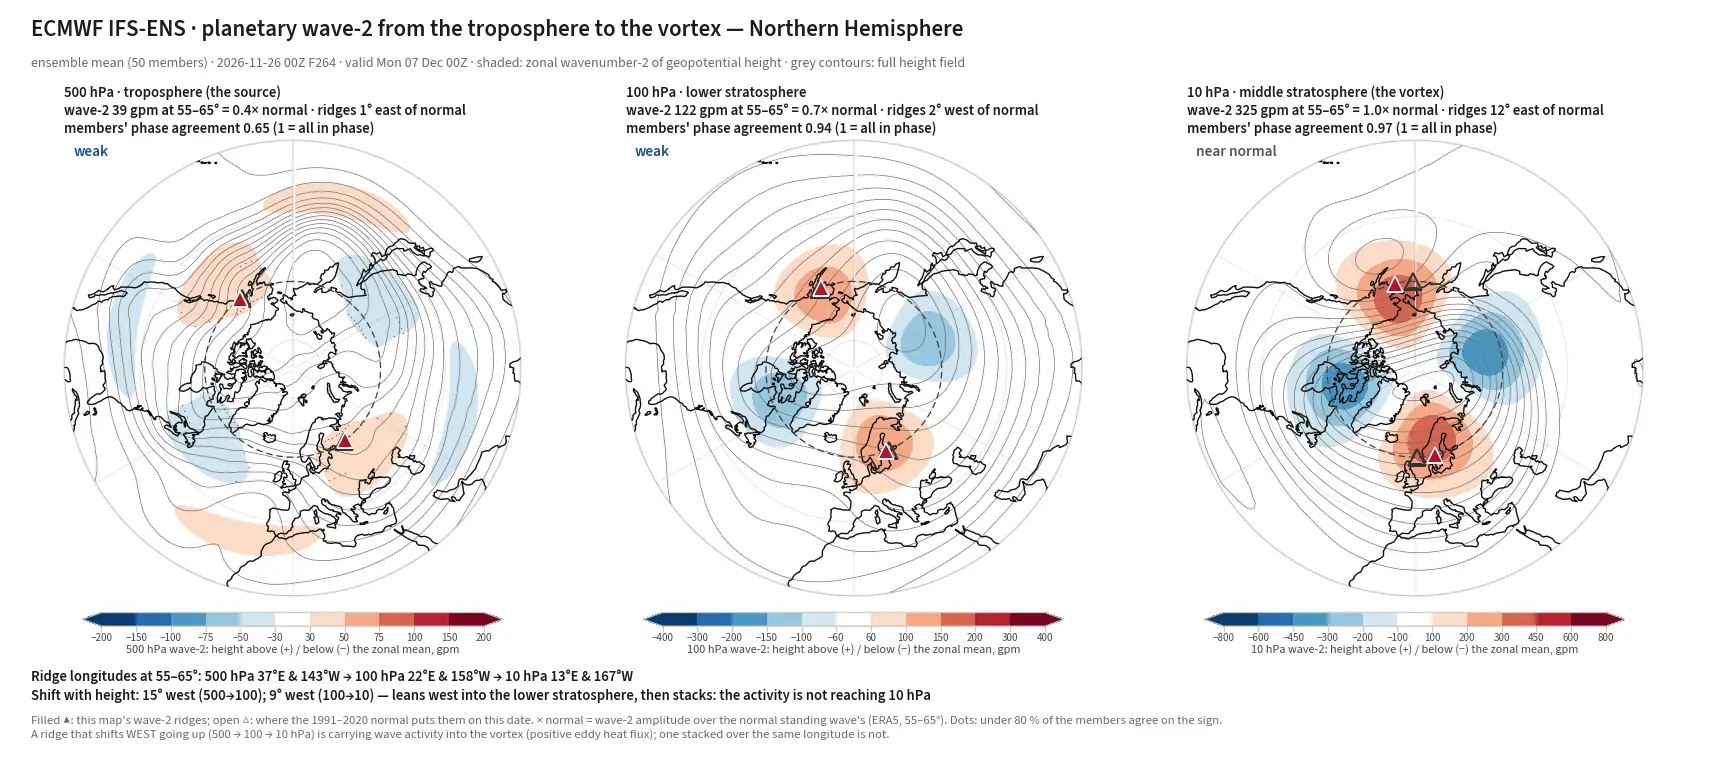 ECMWF IFS-ENS · planetary wave-2 from the troposphere to the vortex — Northern Hemisphere
ensemble mean (50 members) · 2026-11-26 00Z F264 · valid Mon 07 Dec 00Z · shaded: zonal wavenumber-2 of geopotential height · grey contours: full height field
500 hPa · troposphere (the source)
wave-2 39 gpm at 55–65° = 0.4× normal · ridges 1° east of normal
members' phase agreement 0.65 (1 = all in phase)
weak
100 hPa · lower stratosphere
wave-2 122 gpm at 55–65° = 0.7× normal · ridges 2° west of normal
members' phase agreement 0.94 (1 = all in phase)
weak
10 hPa · middle stratosphere (the vortex)
wave-2 325 gpm at 55–65° = 1.0× normal · ridges 12° east of normal
members' phase agreement 0.97 (1 = all in phase)
near normal
−200 −150 −100 −75 −50 −30 30 50 75 100 150 200
500 hPa wave-2: height above (+) / below (−) the zonal mean, gpm
−400 −300 −200 −150 −100 −60 60 100 150 200 300 400
100 hPa wave-2: height above (+) / below (−) the zonal mean, gpm
−800 −600 −450 −300 −200 −100 100 200 300 450 600 800
10 hPa wave-2: height above (+) / below (−) the zonal mean, gpm
Ridge longitudes at 55–65°: 500 hPa 37°E & 143°W → 100 hPa 22°E & 158°W → 10 hPa 13°E & 167°W
Shift with height: 15° west (500→100); 9° west (100→10) — leans west into the lower stratosphere, then stacks: the activity is not reaching 10 hPa
Filled ▲: this map's wave-2 ridges; open △: where the 1991–2020 normal puts them on this date. × normal = wave-2 amplitude over the normal standing wave's (ERA5, 55–65°). Dots: under 80 % of the members agree on the sign.
A ridge that shifts WEST going up (500 → 100 → 10 hPa) is carrying wave activity into the vortex (positive eddy heat flux); one stacked over the same longitude is not.